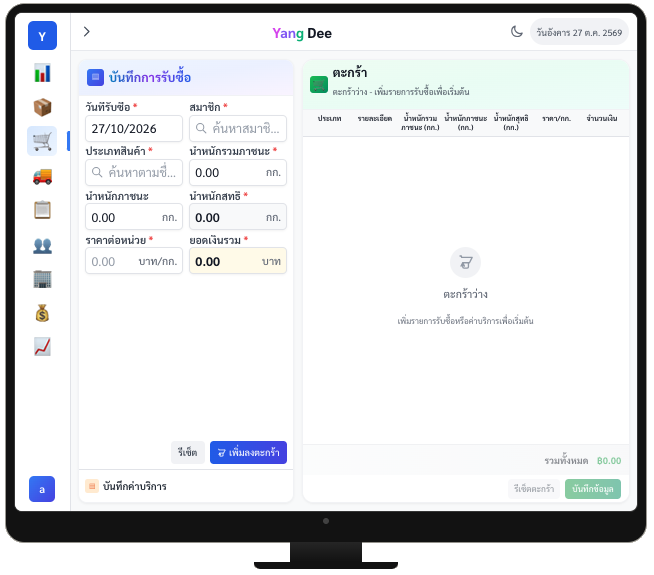 Y
Yang Dee
วันอังคาร 27 ต.ค. 2569
บันทึกการรับซื้อ
วันที่รับซื้อ *
สมาชิก *
27/10/2026
ค้นหาสมาชิ...
ประเภทสินค้า *
น้ำหนักรวมภาชนะ *
ค้นหาตามชื่...
0.00 กก.
น้ำหนักภาชนะ
น้ำหนักสุทธิ *
0.00 กก.
0.00 กก.
ราคาต่อหน่วย *
ยอดเงินรวม *
0.00 บาท/กก.
0.00 บาท
รีเซ็ต
เพิ่มลงตะกร้า
บันทึกค่าบริการ
a
ตะกร้า
ตะกร้าว่าง - เพิ่มรายการรับซื้อเพื่อเริ่มต้น
ประเภท
รายละเอียด
น้ำหนักรวม
ภาชนะ (กก.)
น้ำหนักภาชนะ
(กก.)
น้ำหนักสุทธิ
(กก.)
ราคา/กก.
จำนวนเงิน
ตะกร้าว่าง
เพิ่มรายการรับซื้อหรือค่าบริการเพื่อเริ่มต้น
รวมทั้งหมด ฿0.00
รีเซ็ตตะกร้า
บันทึกข้อมูล